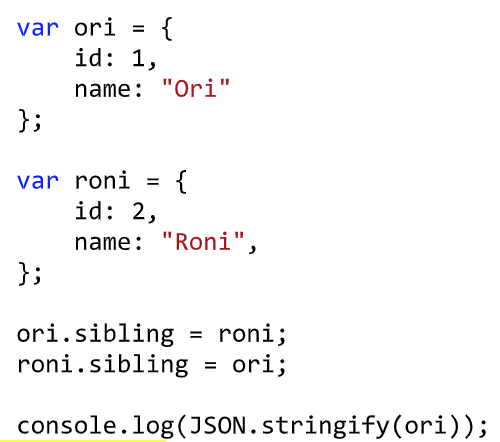 var ori = {
    id: 1,
    name: "Ori"
};

var roni = {
    id: 2,
    name: "Roni",
};

ori.sibling = roni;
roni.sibling = ori;

console.log(JSON.stringify(ori));